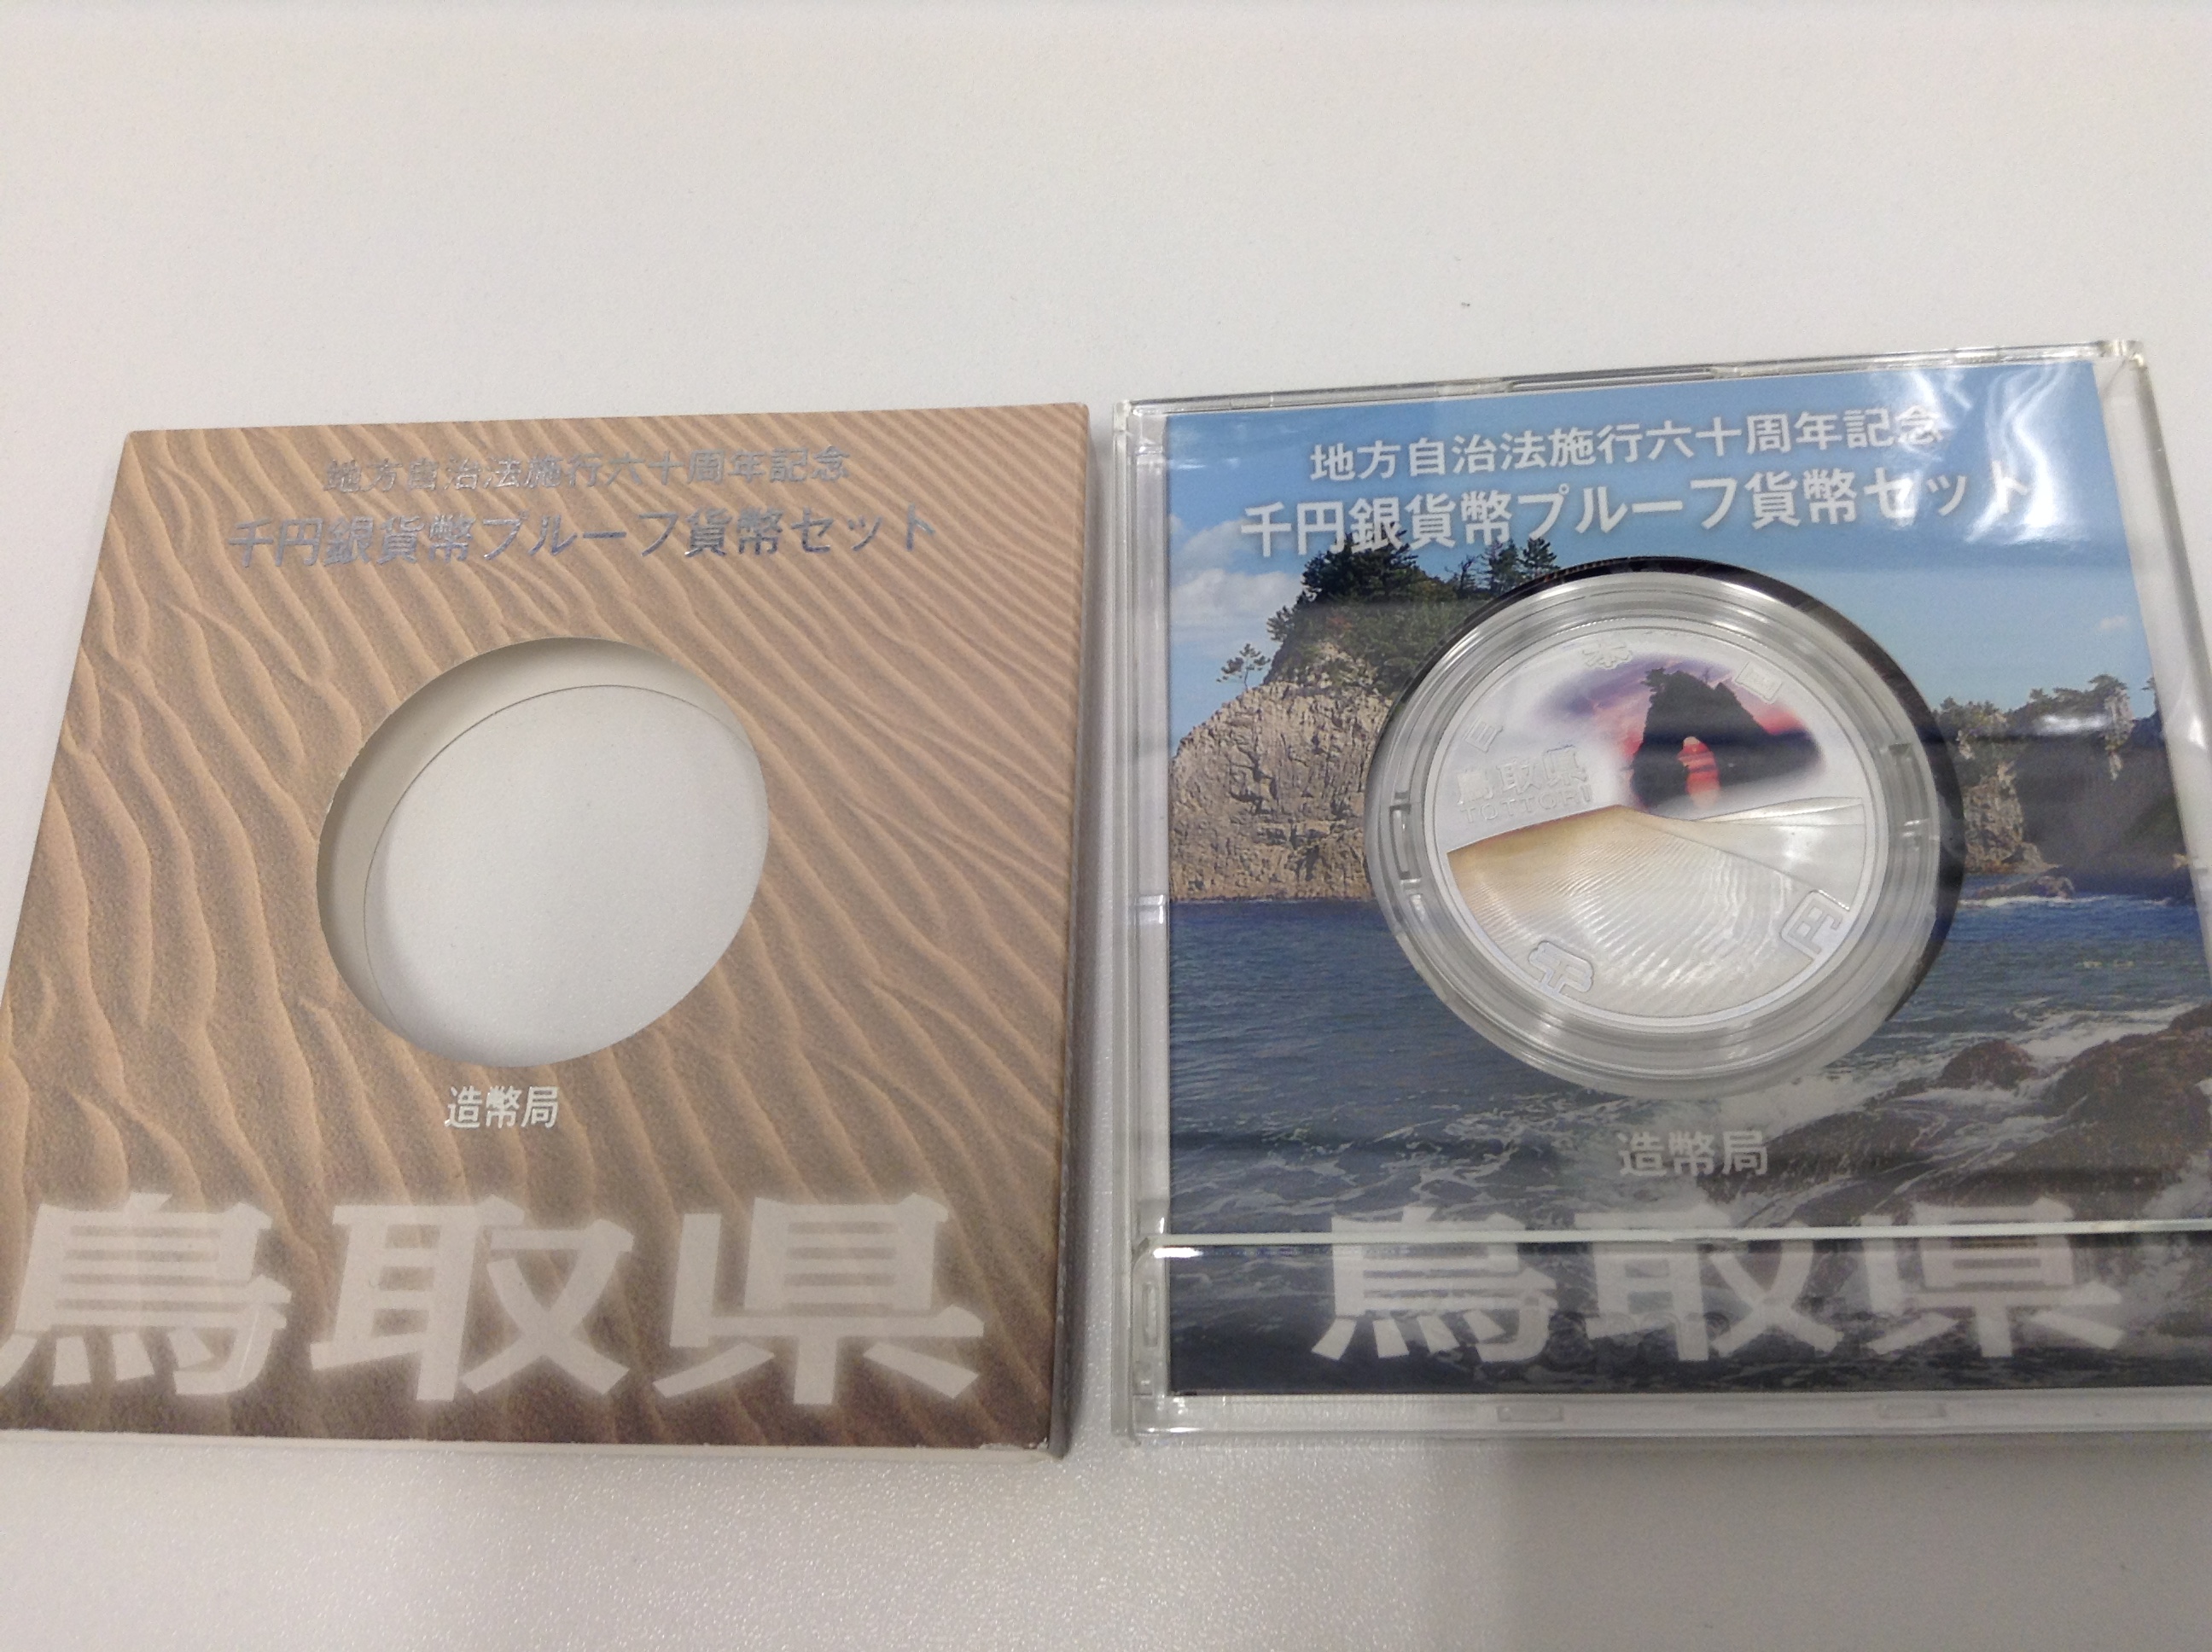 地方自治法施行六十周年記念
千円銀貨幣プルーフ貨幣セット
造幣局
鳥取県
地方自治法施行六十周年記念
千円銀貨幣プルーフ貨幣セット
日本国
鳥取県
TOTTORI
千円
造幣局
鳥取県